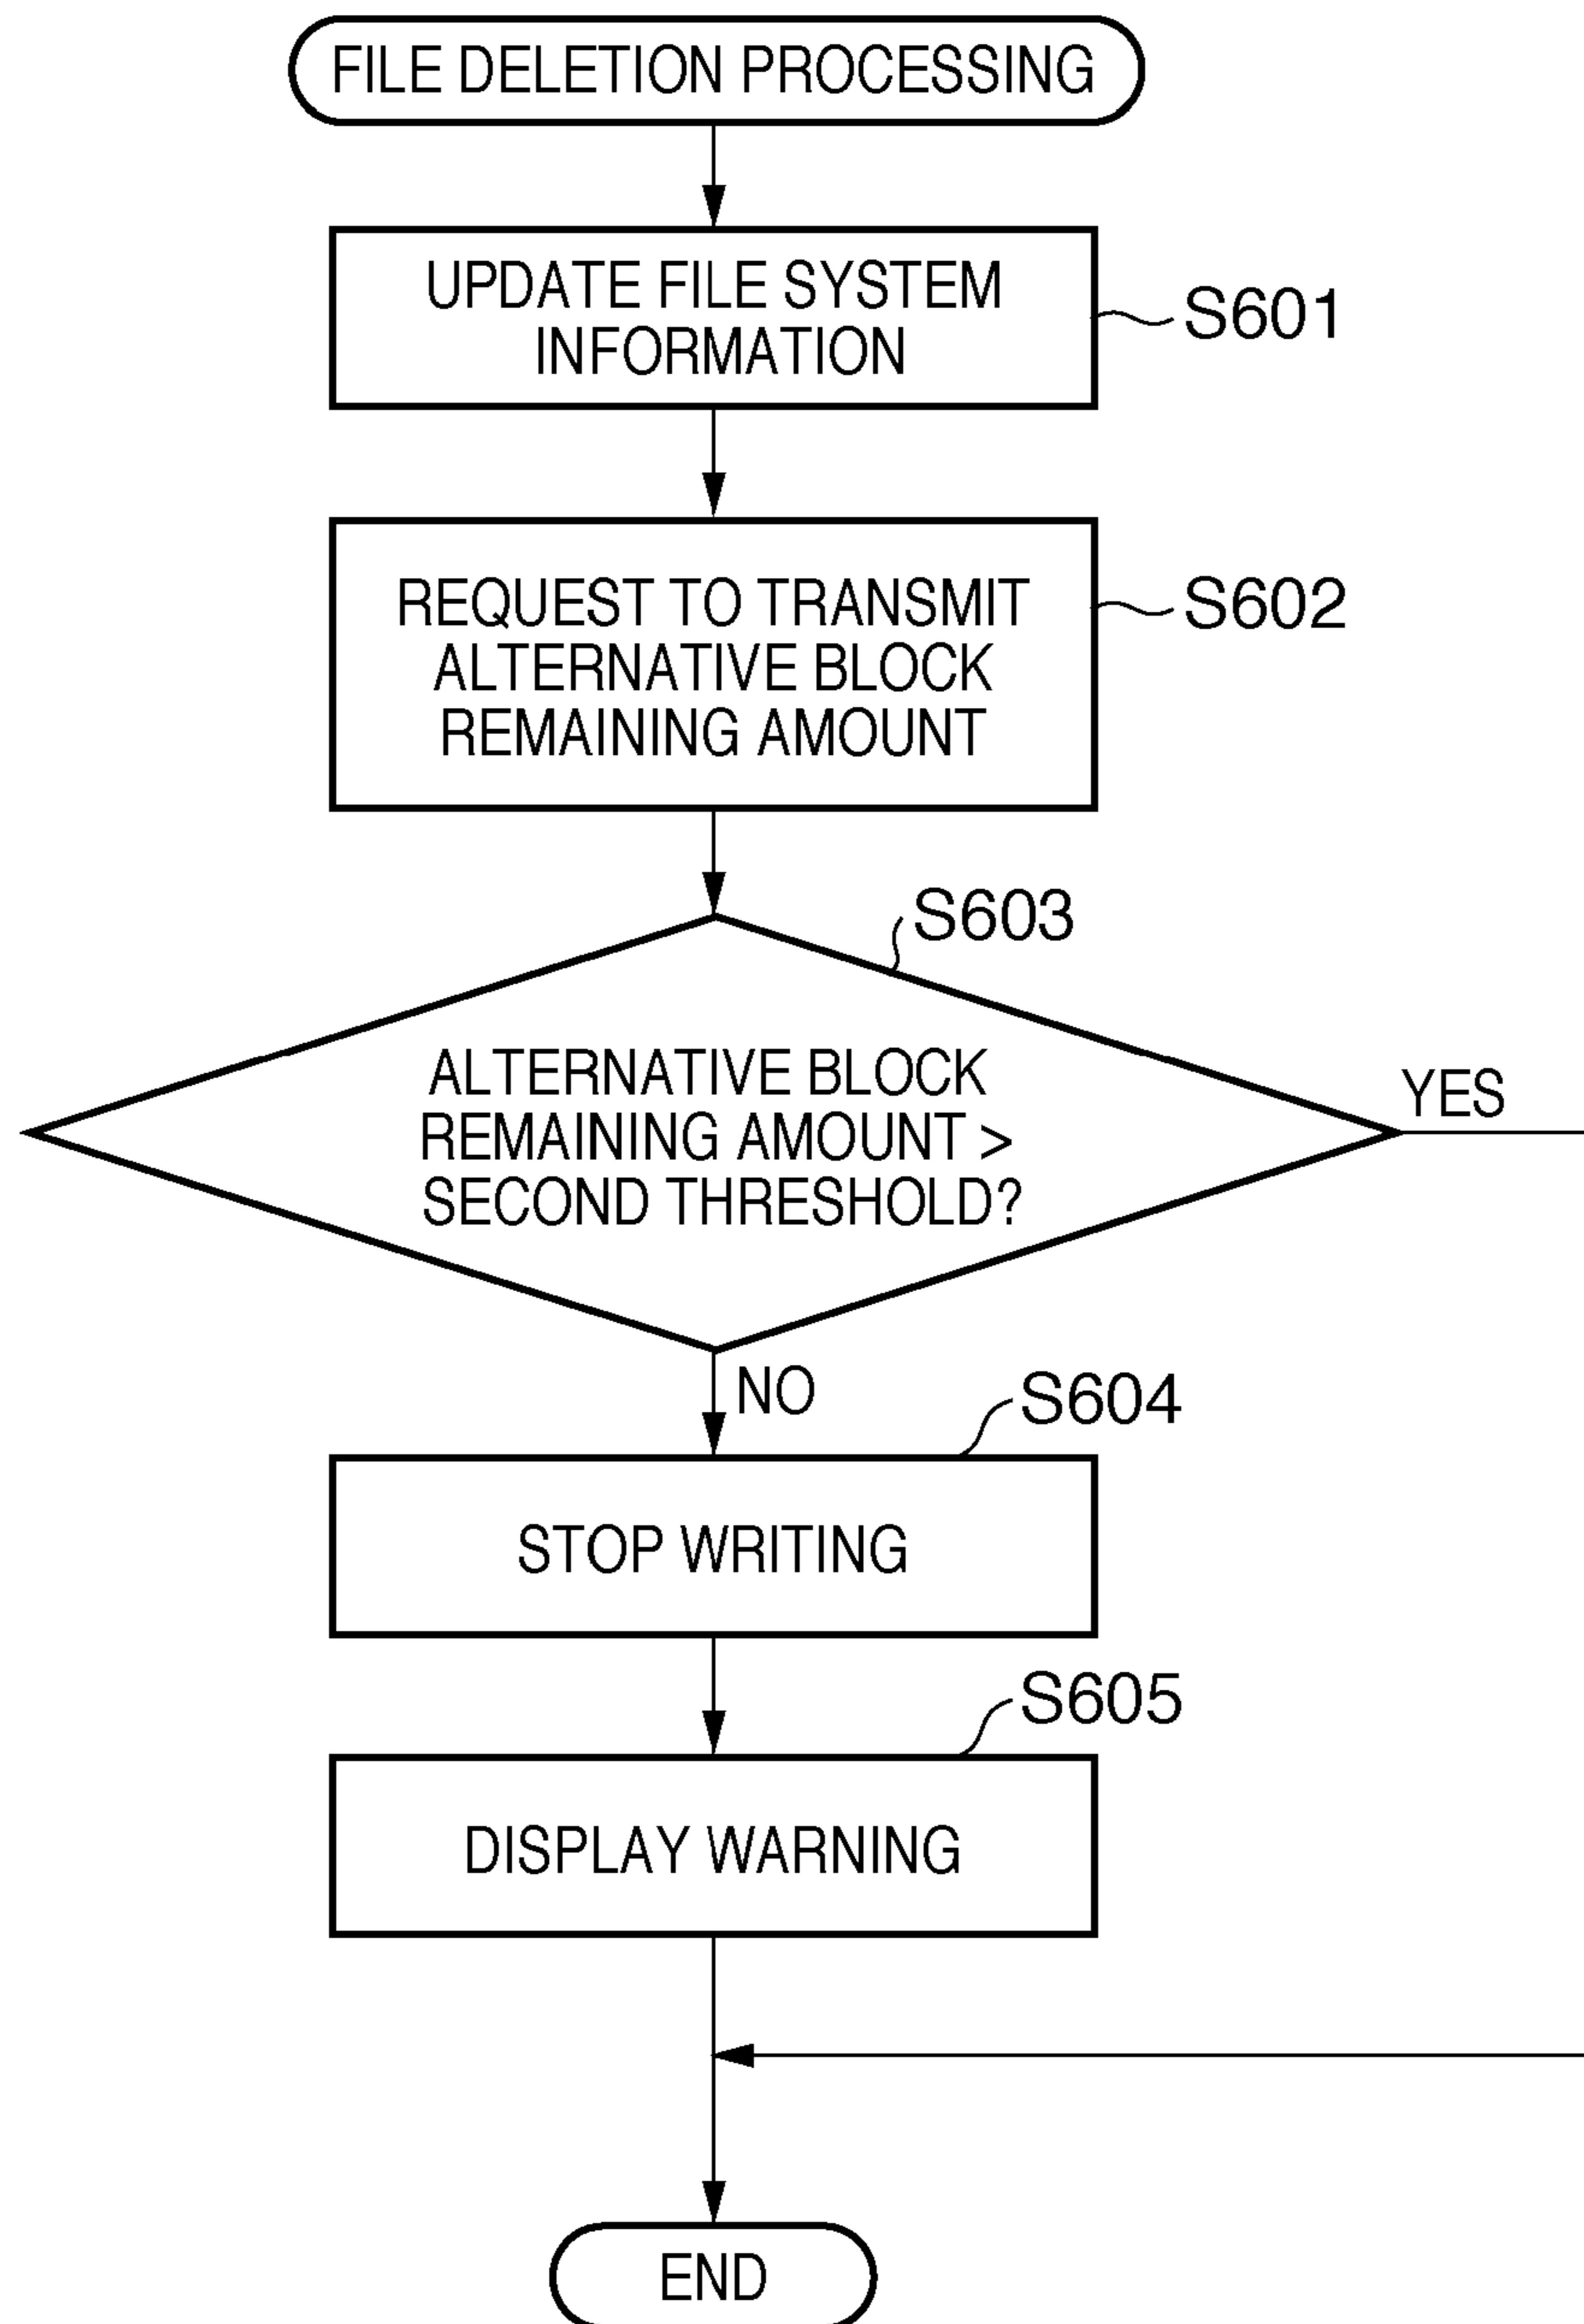 FILE DELETION PROCESSING
UPDATE FILE SYSTEM
INFORMATION
S601
REQUEST TO TRANSMIT
ALTERNATIVE BLOCK
REMAINING AMOUNT
S602
S603
ALTERNATIVE BLOCK
REMAINING AMOUNT >
SECOND THRESHOLD?
YES
NO
S604
STOP WRITING
S605
DISPLAY WARNING
END